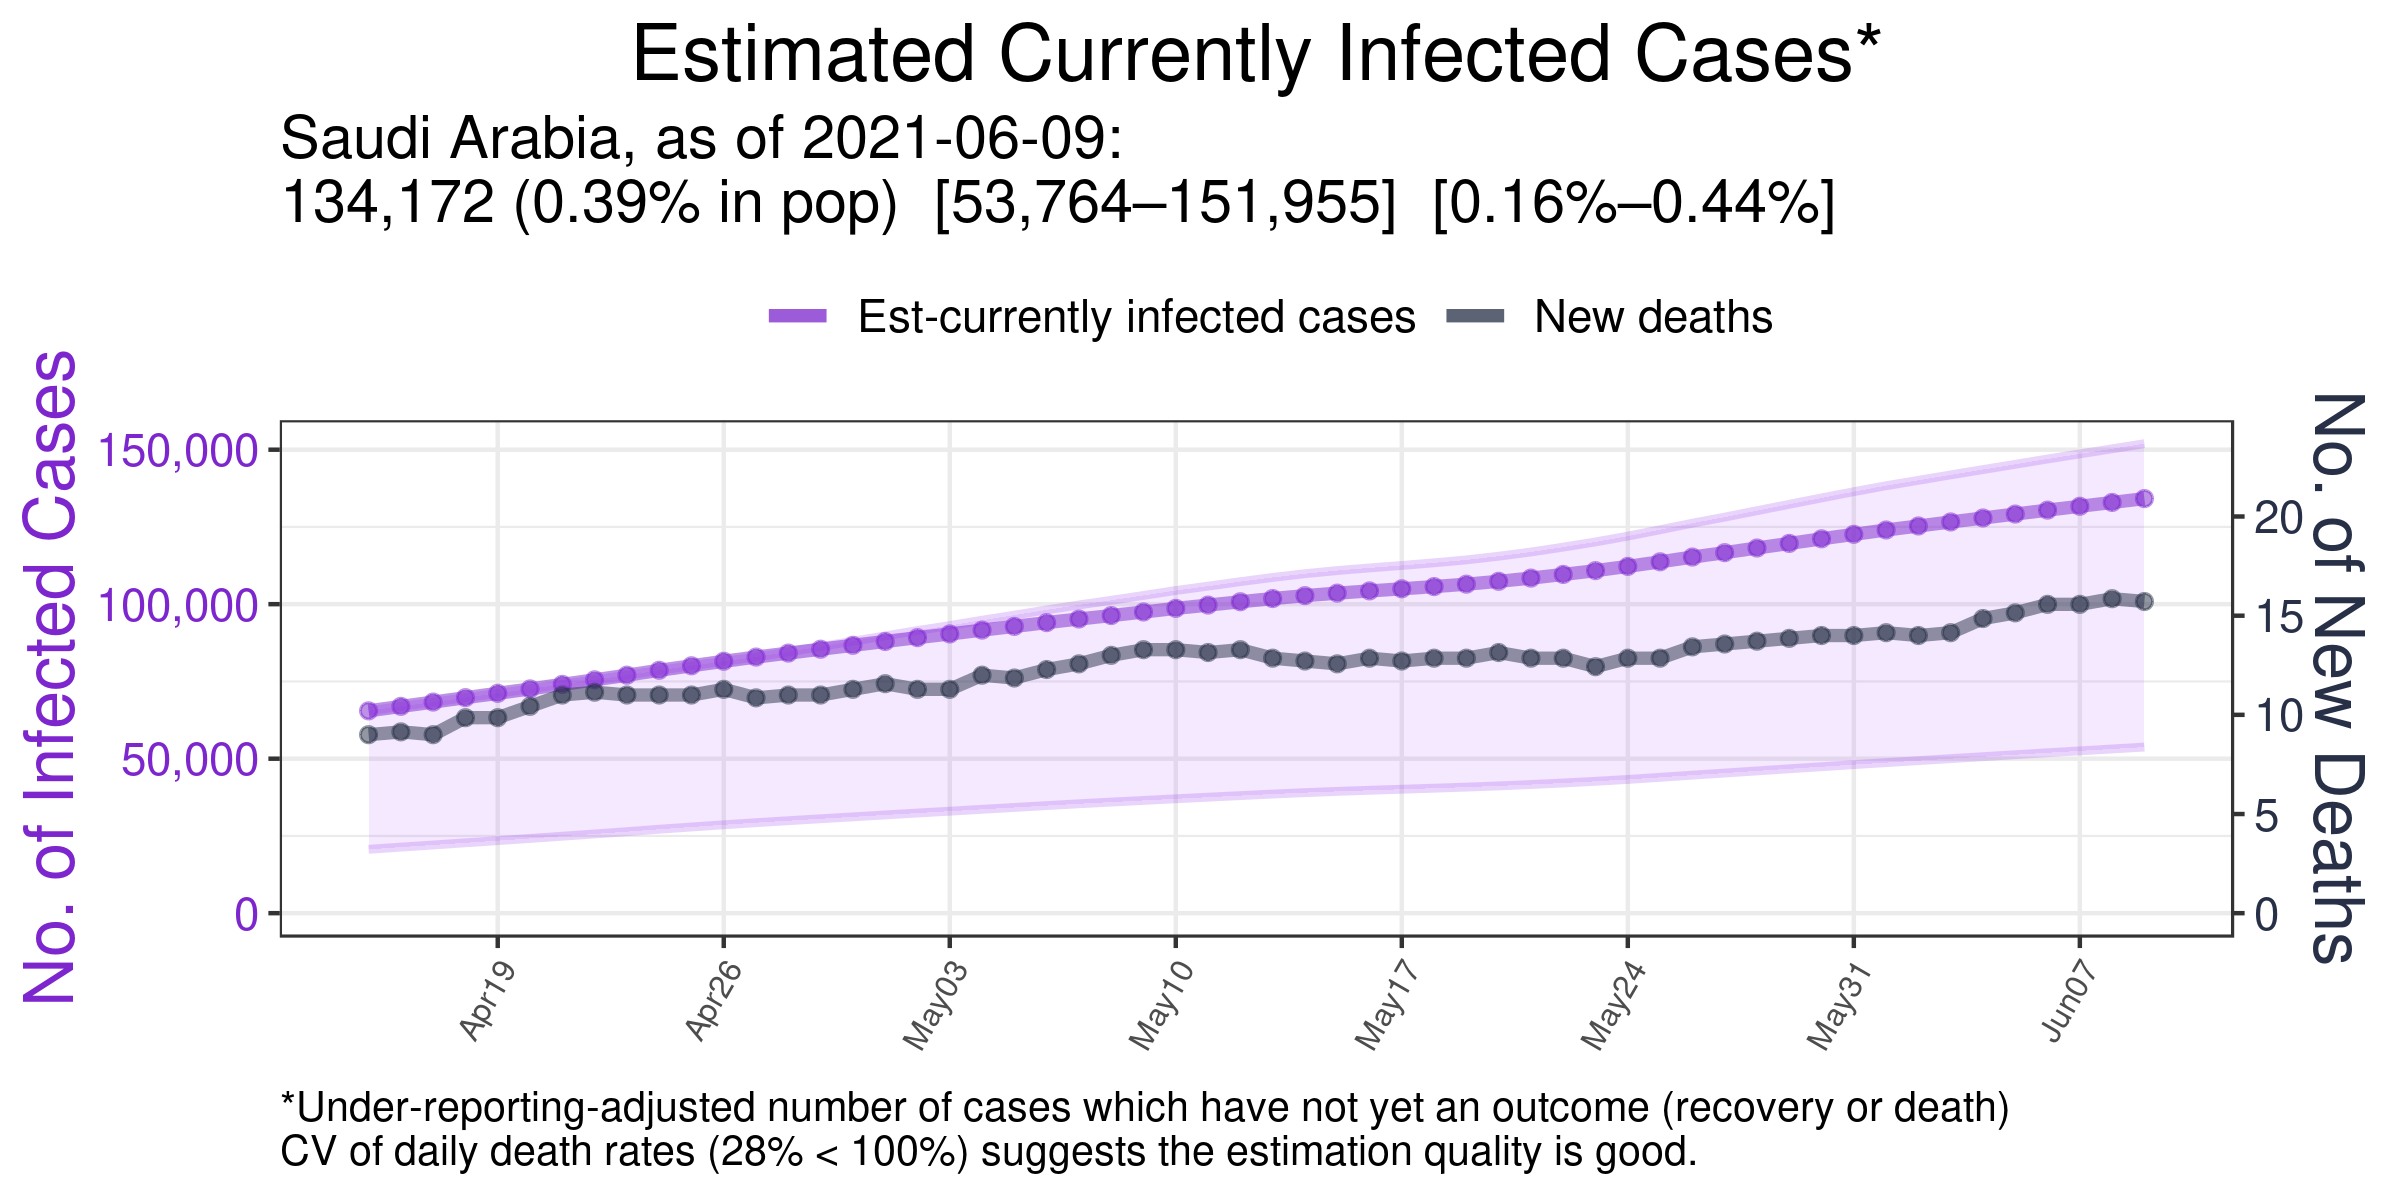 Estimated Currently Infected Cases*
Saudi Arabia, as of 2021-06-09:
134,172 (0.39% in pop)  [53,764–151,955]  [0.16%–0.44%]
Est-currently infected cases
New deaths
No. of Infected Cases
150,000
100,000
50,000
0
No. of New Deaths
20
15
10
5
0
Apr19
Apr26
May03
May10
May17
May24
May31
Jun07
*Under-reporting-adjusted number of cases which have not yet an outcome (recovery or death)
CV of daily death rates (28% < 100%) suggests the estimation quality is good.